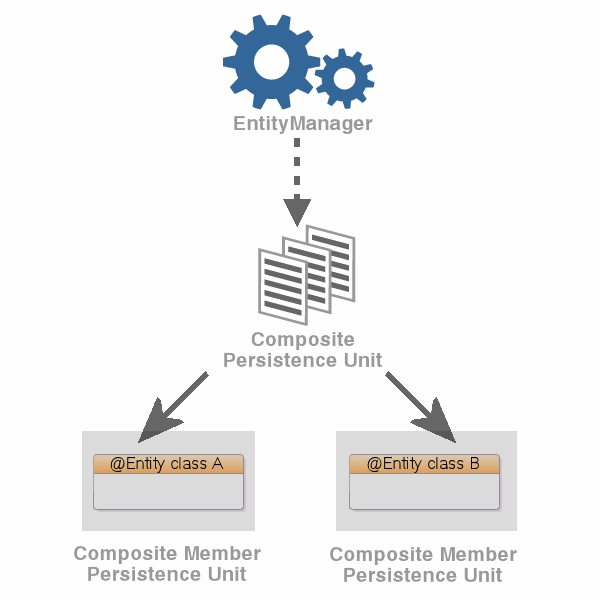 EntityManager
Composite
Persistence Unit
@Entity class A
@Entity class B
Composite Member
Persistence Unit
Composite Member
Persistence Unit